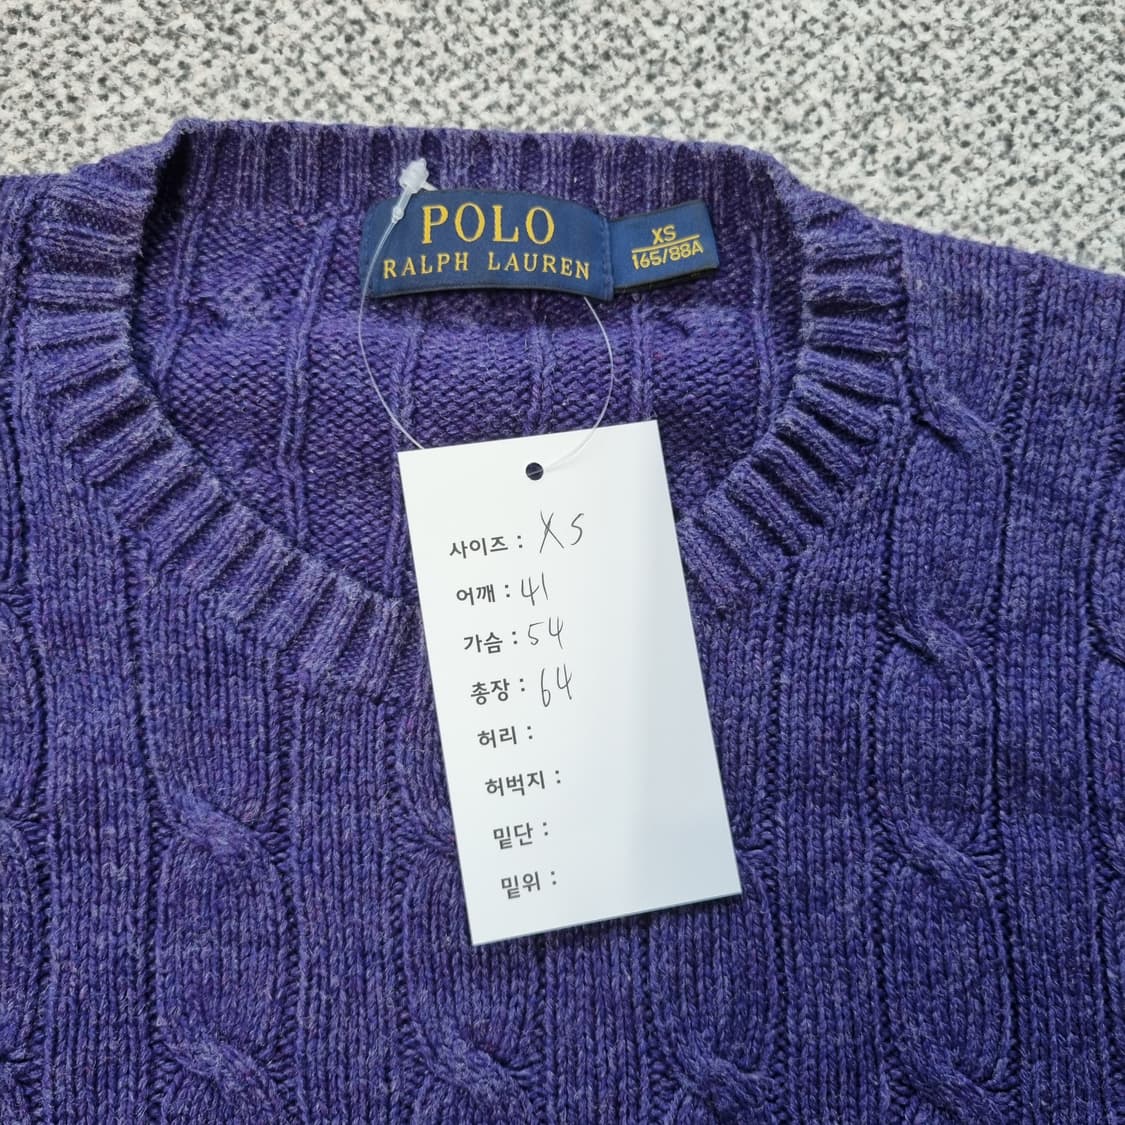 POLO
RALPH LAUREN
XS
165/88A
사이즈 : XS
어깨 : 41
가슴 : 54
총장 : 64
허리 :
허벅지 :
밑단 :
밑위 :